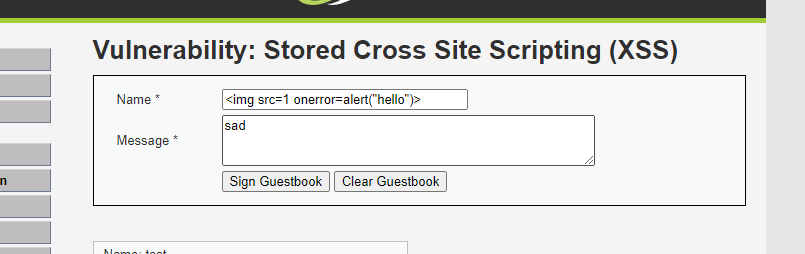 Vulnerability: Stored Cross Site Scripting (XSS)
Name *
<img src=1 onerror=alert("hello")>
Message *
sad
n
Sign Guestbook Clear Guestbook
Name: test